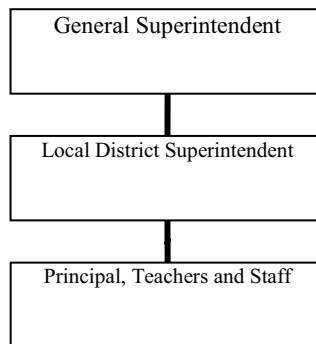 General Superintendent
Local District Superintendent
Principal, Teachers and Staff